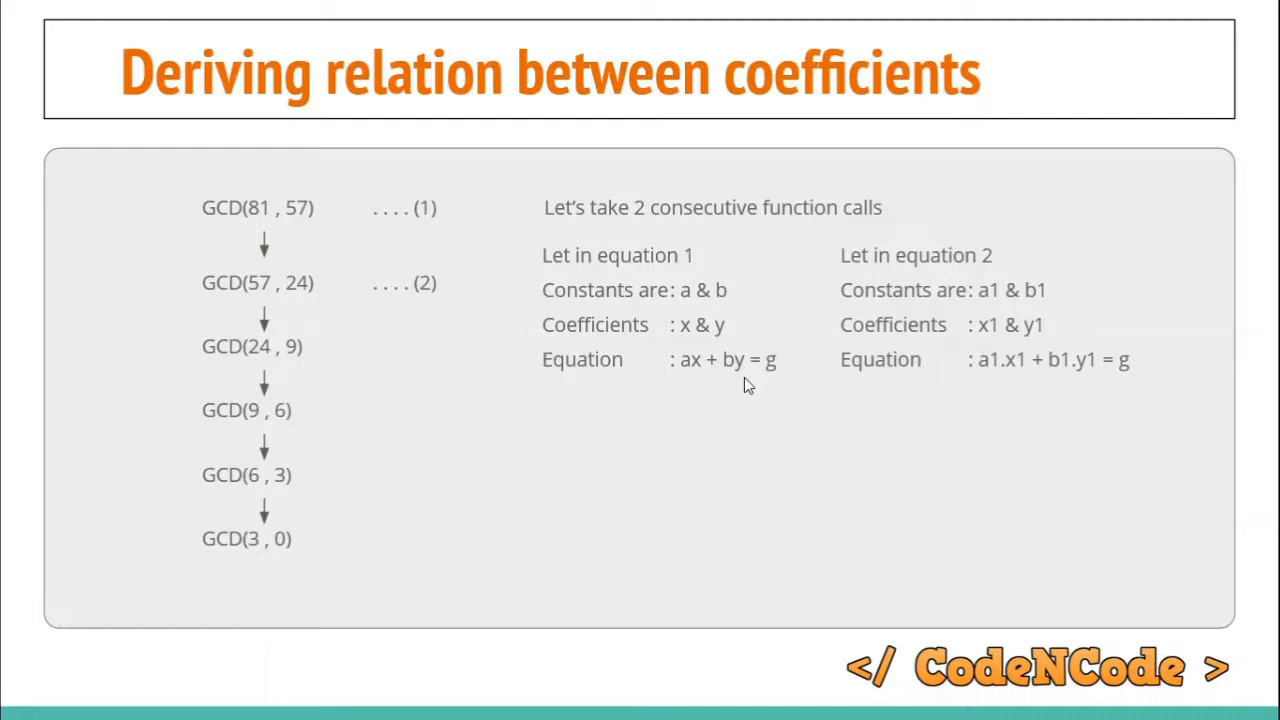 Deriving relation between coefficients
GCD(81 , 57) . . . . (1)
GCD(57 , 24) . . . . (2)
GCD(24 , 9)
GCD(9 , 6)
GCD(6 , 3)
GCD(3 , 0)
Let's take 2 consecutive function calls
Let in equation 1
Constants are: a & b
Coefficients : x & y
Equation : ax + by = g
Let in equation 2
Constants are: a1 & b1
Coefficients : x1 & y1
Equation : a1.x1 + b1.y1 = g
</ CodeNCode >